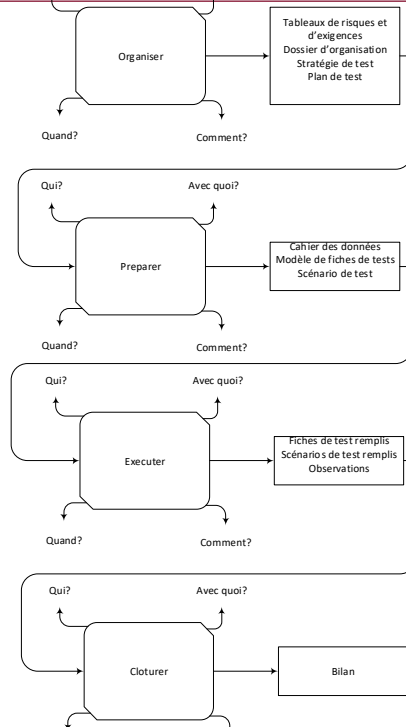 Tableaux de risques et
d'exigences
Dossier d'organisation
Stratégie de test
Plan de test
Organiser
Quand?
Comment?
Qui?
Avec quoi?
Cahier des données
Modèle de fiches de tests
Scénario de test
Preparer
Quand?
Comment?
Qui?
Avec quoi?
Fiches de test remplis
Scénarios de test remplis
Observations
Executer
Quand?
Comment?
Qui?
Avec quoi?
Cloturer
Bilan